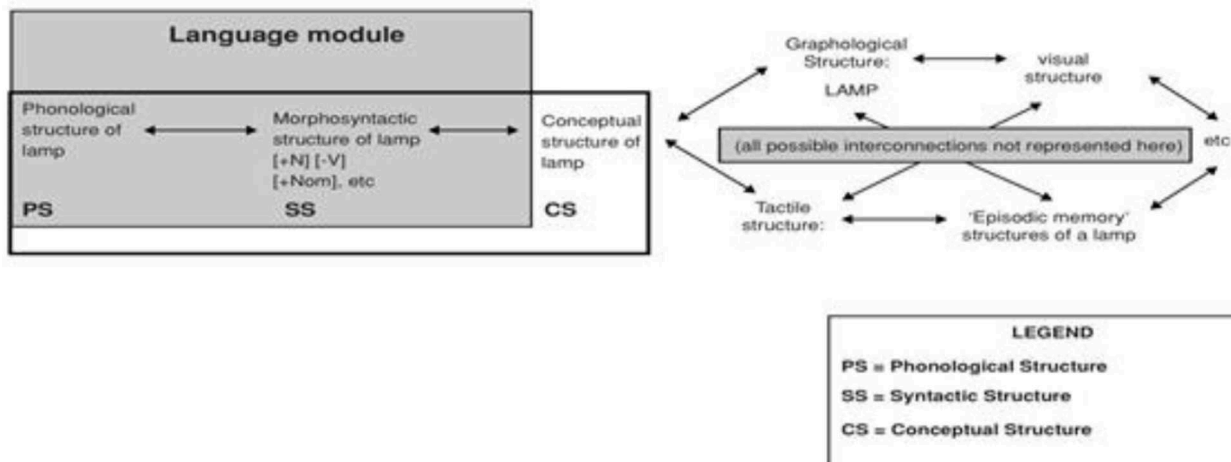 Language module
Phonological
structure of
lamp
Morphosyntactic
structure of lamp
[+N] [-V]
[+Nom], etc
Conceptual
structure of
lamp
PS
SS
CS
Graphological
Structure:
LAMP
visual
structure
(all possible interconnections not represented here)
etc
Tactile
structure:
'Episodic memory'
structures of a lamp
LEGEND
PS = Phonological Structure
SS = Syntactic Structure
CS = Conceptual Structure